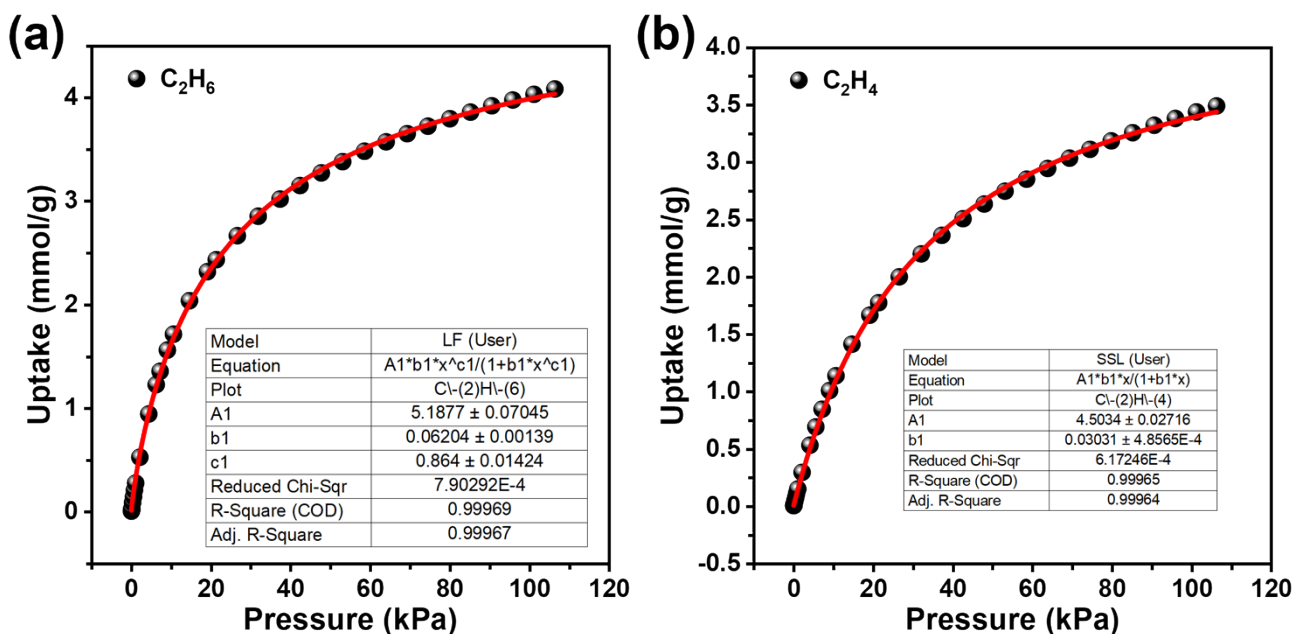 (a)
C₂H₆
Uptake (mmol/g)
4
3
2
1
0
0 20 40 60 80 100 120
Pressure (kPa)
Model LF (User)
Equation A1*b1*x^c1/(1+b1*x^c1)
Plot C\-(2)H\-(6)
A1 5.1877 ± 0.07045
b1 0.06204 ± 0.00139
c1 0.864 ± 0.01424
Reduced Chi-Sqr 7.90292E-4
R-Square (COD) 0.99969
Adj. R-Square 0.99967
(b)
C₂H₄
Uptake (mmol/g)
4.0
3.5
3.0
2.5
2.0
1.5
1.0
0.5
0.0
-0.5
0 20 40 60 80 100 120
Pressure (kPa)
Model SSL (User)
Equation A1*b1*x/(1+b1*x)
Plot C\-(2)H\-(4)
A1 4.5034 ± 0.02716
b1 0.03031 ± 4.8565E-4
Reduced Chi-Sqr 6.17246E-4
R-Square (COD) 0.99965
Adj. R-Square 0.99964